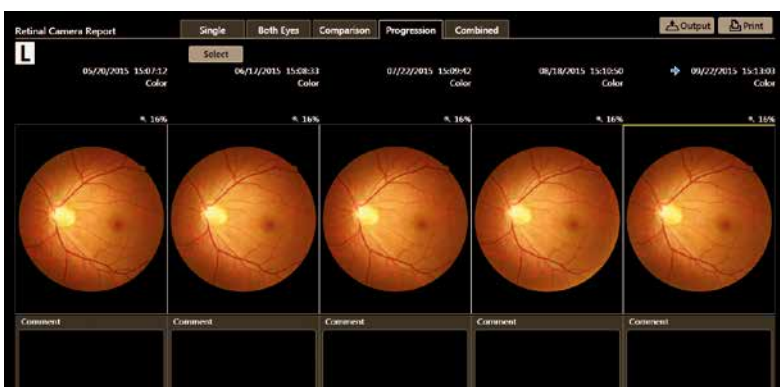 Retinal Camera Report Single Both Eyes Comparison Progression Combined Output Print
L Select
05/20/2015 15:07:12 06/17/2015 15:08:33 07/22/2015 15:09:42 08/18/2015 15:10:50 09/22/2015 15:13:03
Color Color Color Color Color
16% 16% 16% 16% 16%
Comment Comment Comment Comment Comment